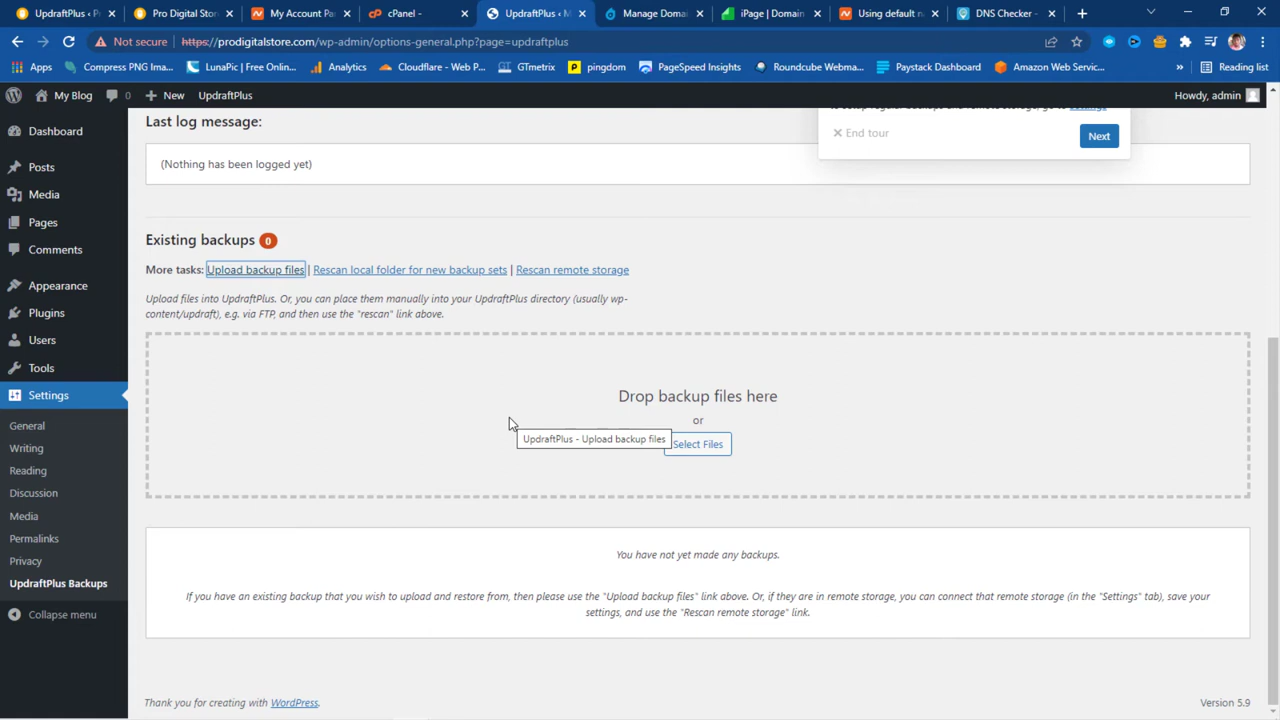 UpdraftPlus ‹ P
Pro Digital Stor
My Account Pa
cPanel -
UpdraftPlus ‹ M
Manage Domai
iPage | Domain
Using default n
DNS Checker -
Not secure
https://prodigitalstore.com/wp-admin/options-general.php?page=updraftplus
Apps
Compress PNG Ima...
LunaPic | Free Onlin...
Analytics
Cloudflare - Web P...
GTmetrix
pingdom
PageSpeed Insights
Roundcube Webma...
Paystack Dashboard
Amazon Web Servic...
»
Reading list
My Blog
0
New
UpdraftPlus
Howdy, admin
Dashboard
Posts
Media
Pages
Comments
Appearance
Plugins
Users
Tools
Settings
General
Writing
Reading
Discussion
Media
Permalinks
Privacy
UpdraftPlus Backups
Collapse menu
to setup regular backups and remote storage, go to settings
End tour
Next
Last log message:
(Nothing has been logged yet)
Existing backups 0
More tasks: Upload backup files | Rescan local folder for new backup sets | Rescan remote storage
Upload files into UpdraftPlus. Or, you can place them manually into your UpdraftPlus directory (usually wp-
content/updraft), e.g. via FTP, and then use the "rescan" link above.
Drop backup files here
or
UpdraftPlus - Upload backup files
Select Files
You have not yet made any backups.
If you have an existing backup that you wish to upload and restore from, then please use the "Upload backup files" link above. Or, if they are in remote storage, you can connect that remote storage (in the "Settings" tab), save your
settings, and use the "Rescan remote storage" link.
Thank you for creating with WordPress.
Version 5.9